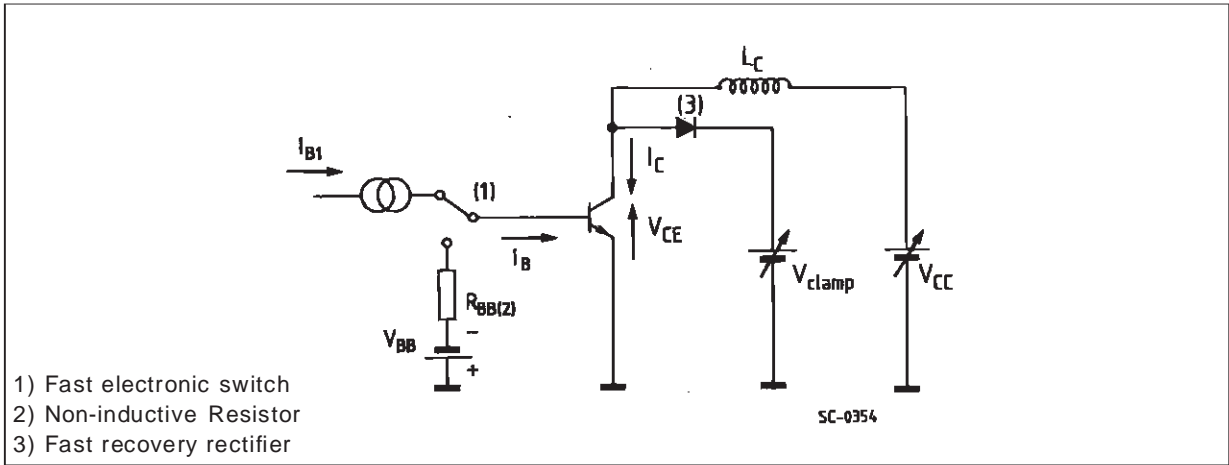 L_C
(3)
I_B1
I_C
(1)
V_CE
I_B
V_clamp
V_CC
R_BB(2)
V_BB
-
+
1) Fast electronic switch
2) Non-inductive Resistor
3) Fast recovery rectifier
SC-0354